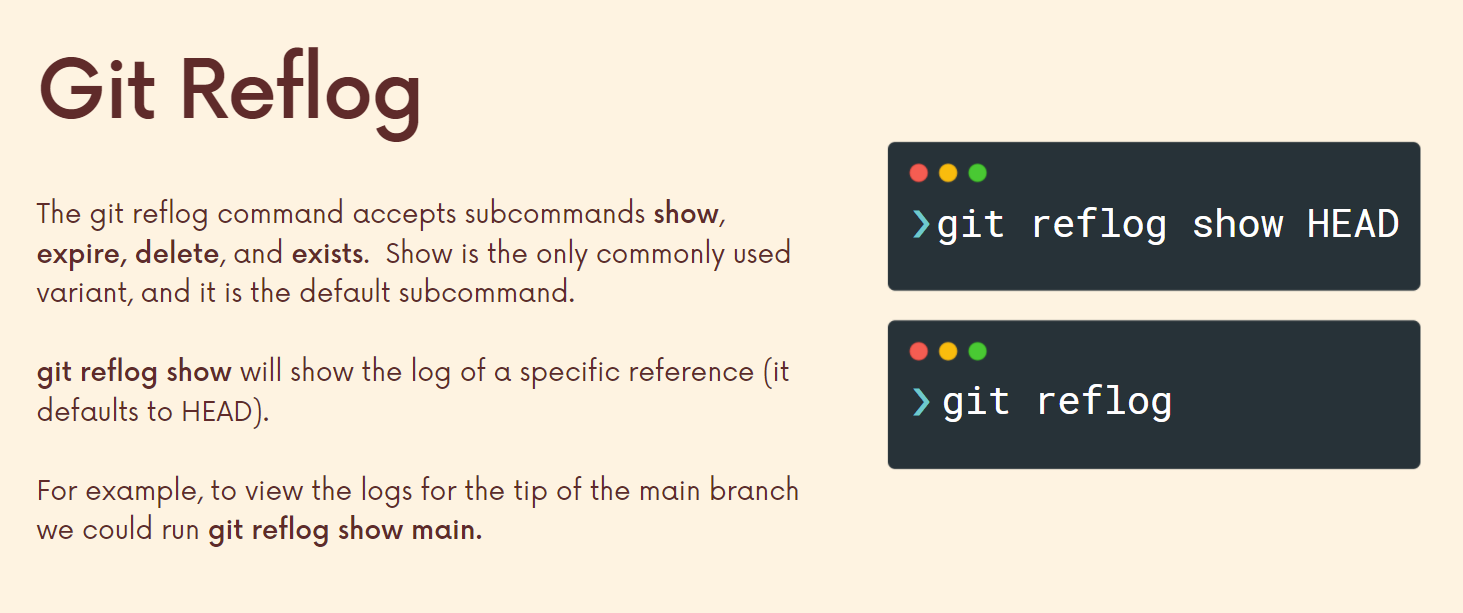 Git Reflog
The git reflog command accepts subcommands show,
expire, delete, and exists.  Show is the only commonly used
variant, and it is the default subcommand.
git reflog show will show the log of a specific reference (it
defaults to HEAD).
For example, to view the logs for the tip of the main branch
we could run git reflog show main.
❯git reflog show HEAD
❯git reflog